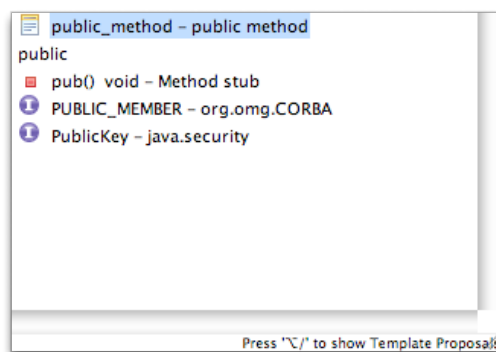 public_method – public method
public
pub() void – Method stub
I PUBLIC_MEMBER – org.omg.CORBA
I PublicKey – java.security
Press '⌥/' to show Template Proposals